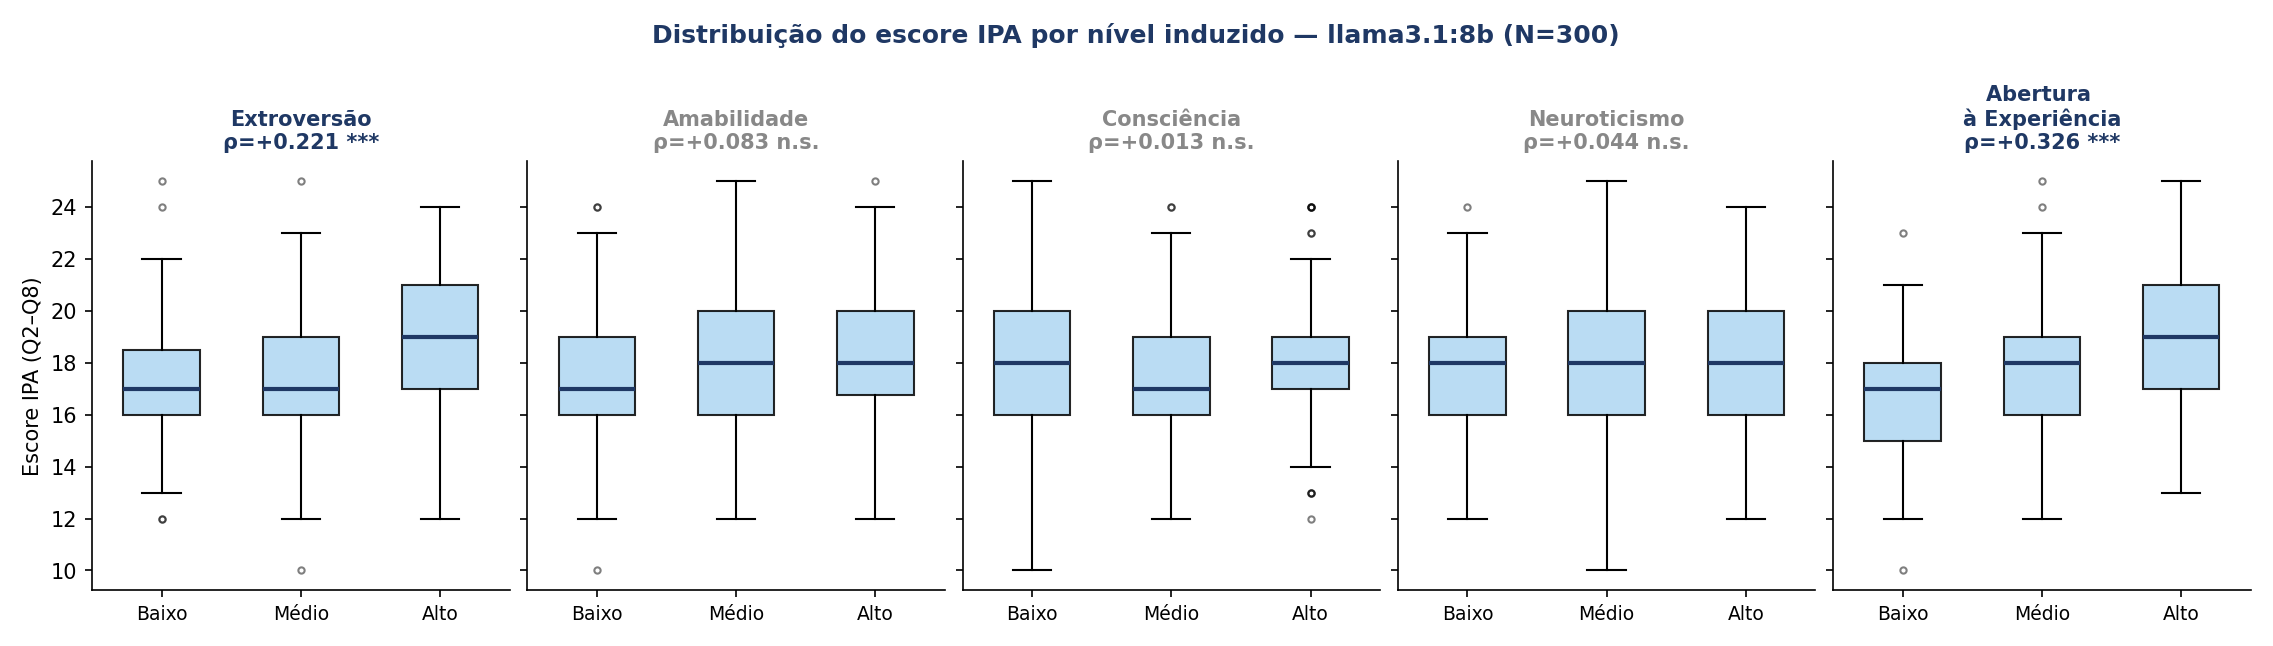 Distribuição do escore IPA por nível induzido — llama3.1:8b (N=300)
Extroversão
ρ=+0.221 ***
Amabilidade
ρ=+0.083 n.s.
Consciência
ρ=+0.013 n.s.
Neuroticismo
ρ=+0.044 n.s.
Abertura
à Experiência
ρ=+0.326 ***
Escore IPA (Q2–Q8)
24
22
20
18
16
14
12
10
Baixo Médio Alto
Baixo Médio Alto
Baixo Médio Alto
Baixo Médio Alto
Baixo Médio Alto